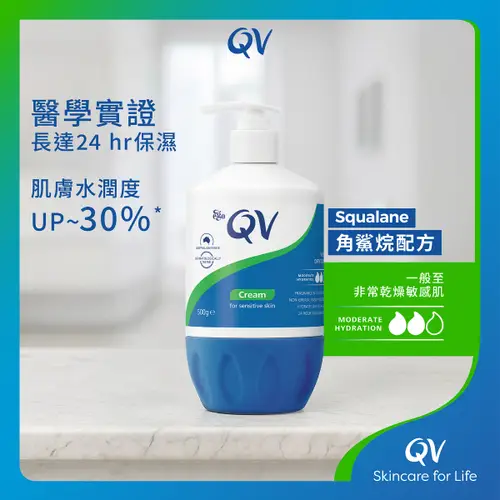 QV
醫學實證
長達24 hr保濕
肌膚水潤度
UP~30%*
Ego
QV
Cream
for sensitive skin
500g e
MODERATE
HYDRATION
Squalane
角鯊烷配方
一般至
非常乾燥敏感肌
MODERATE
HYDRATION
QV
Skincare for Life